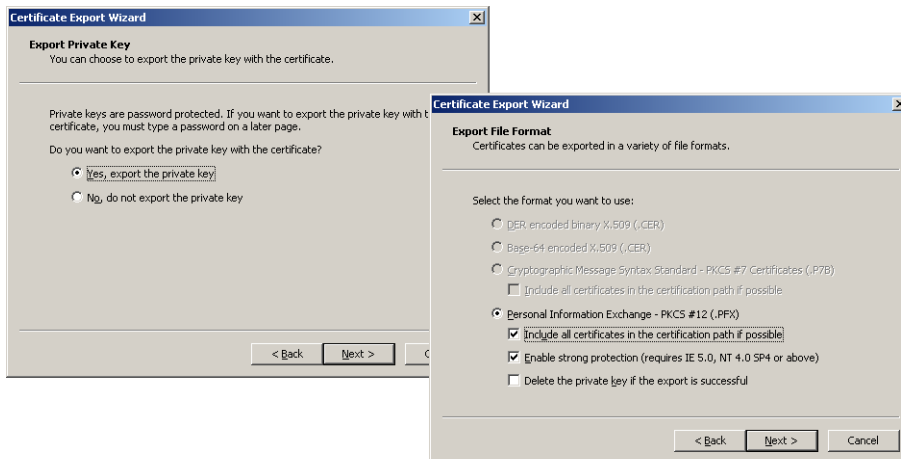 Certificate Export Wizard
Export Private Key
You can choose to export the private key with the certificate.
Private keys are password protected. If you want to export the private key with
certificate, you must type a password on a later page.
Do you want to export the private key with the certificate?
Yes, export the private key
No, do not export the private key
< Back
Next >
Certificate Export Wizard
Export File Format
Certificates can be exported in a variety of file formats.
Select the format you want to use:
DER encoded binary X.509 (.CER)
Base-64 encoded X.509 (.CER)
Cryptographic Message Syntax Standard - PKCS #7 Certificates (.P7B)
Include all certificates in the certification path if possible
Personal Information Exchange - PKCS #12 (.PFX)
Include all certificates in the certification path if possible
Enable strong protection (requires IE 5.0, NT 4.0 SP4 or above)
Delete the private key if the export is successful
< Back
Next >
Cancel